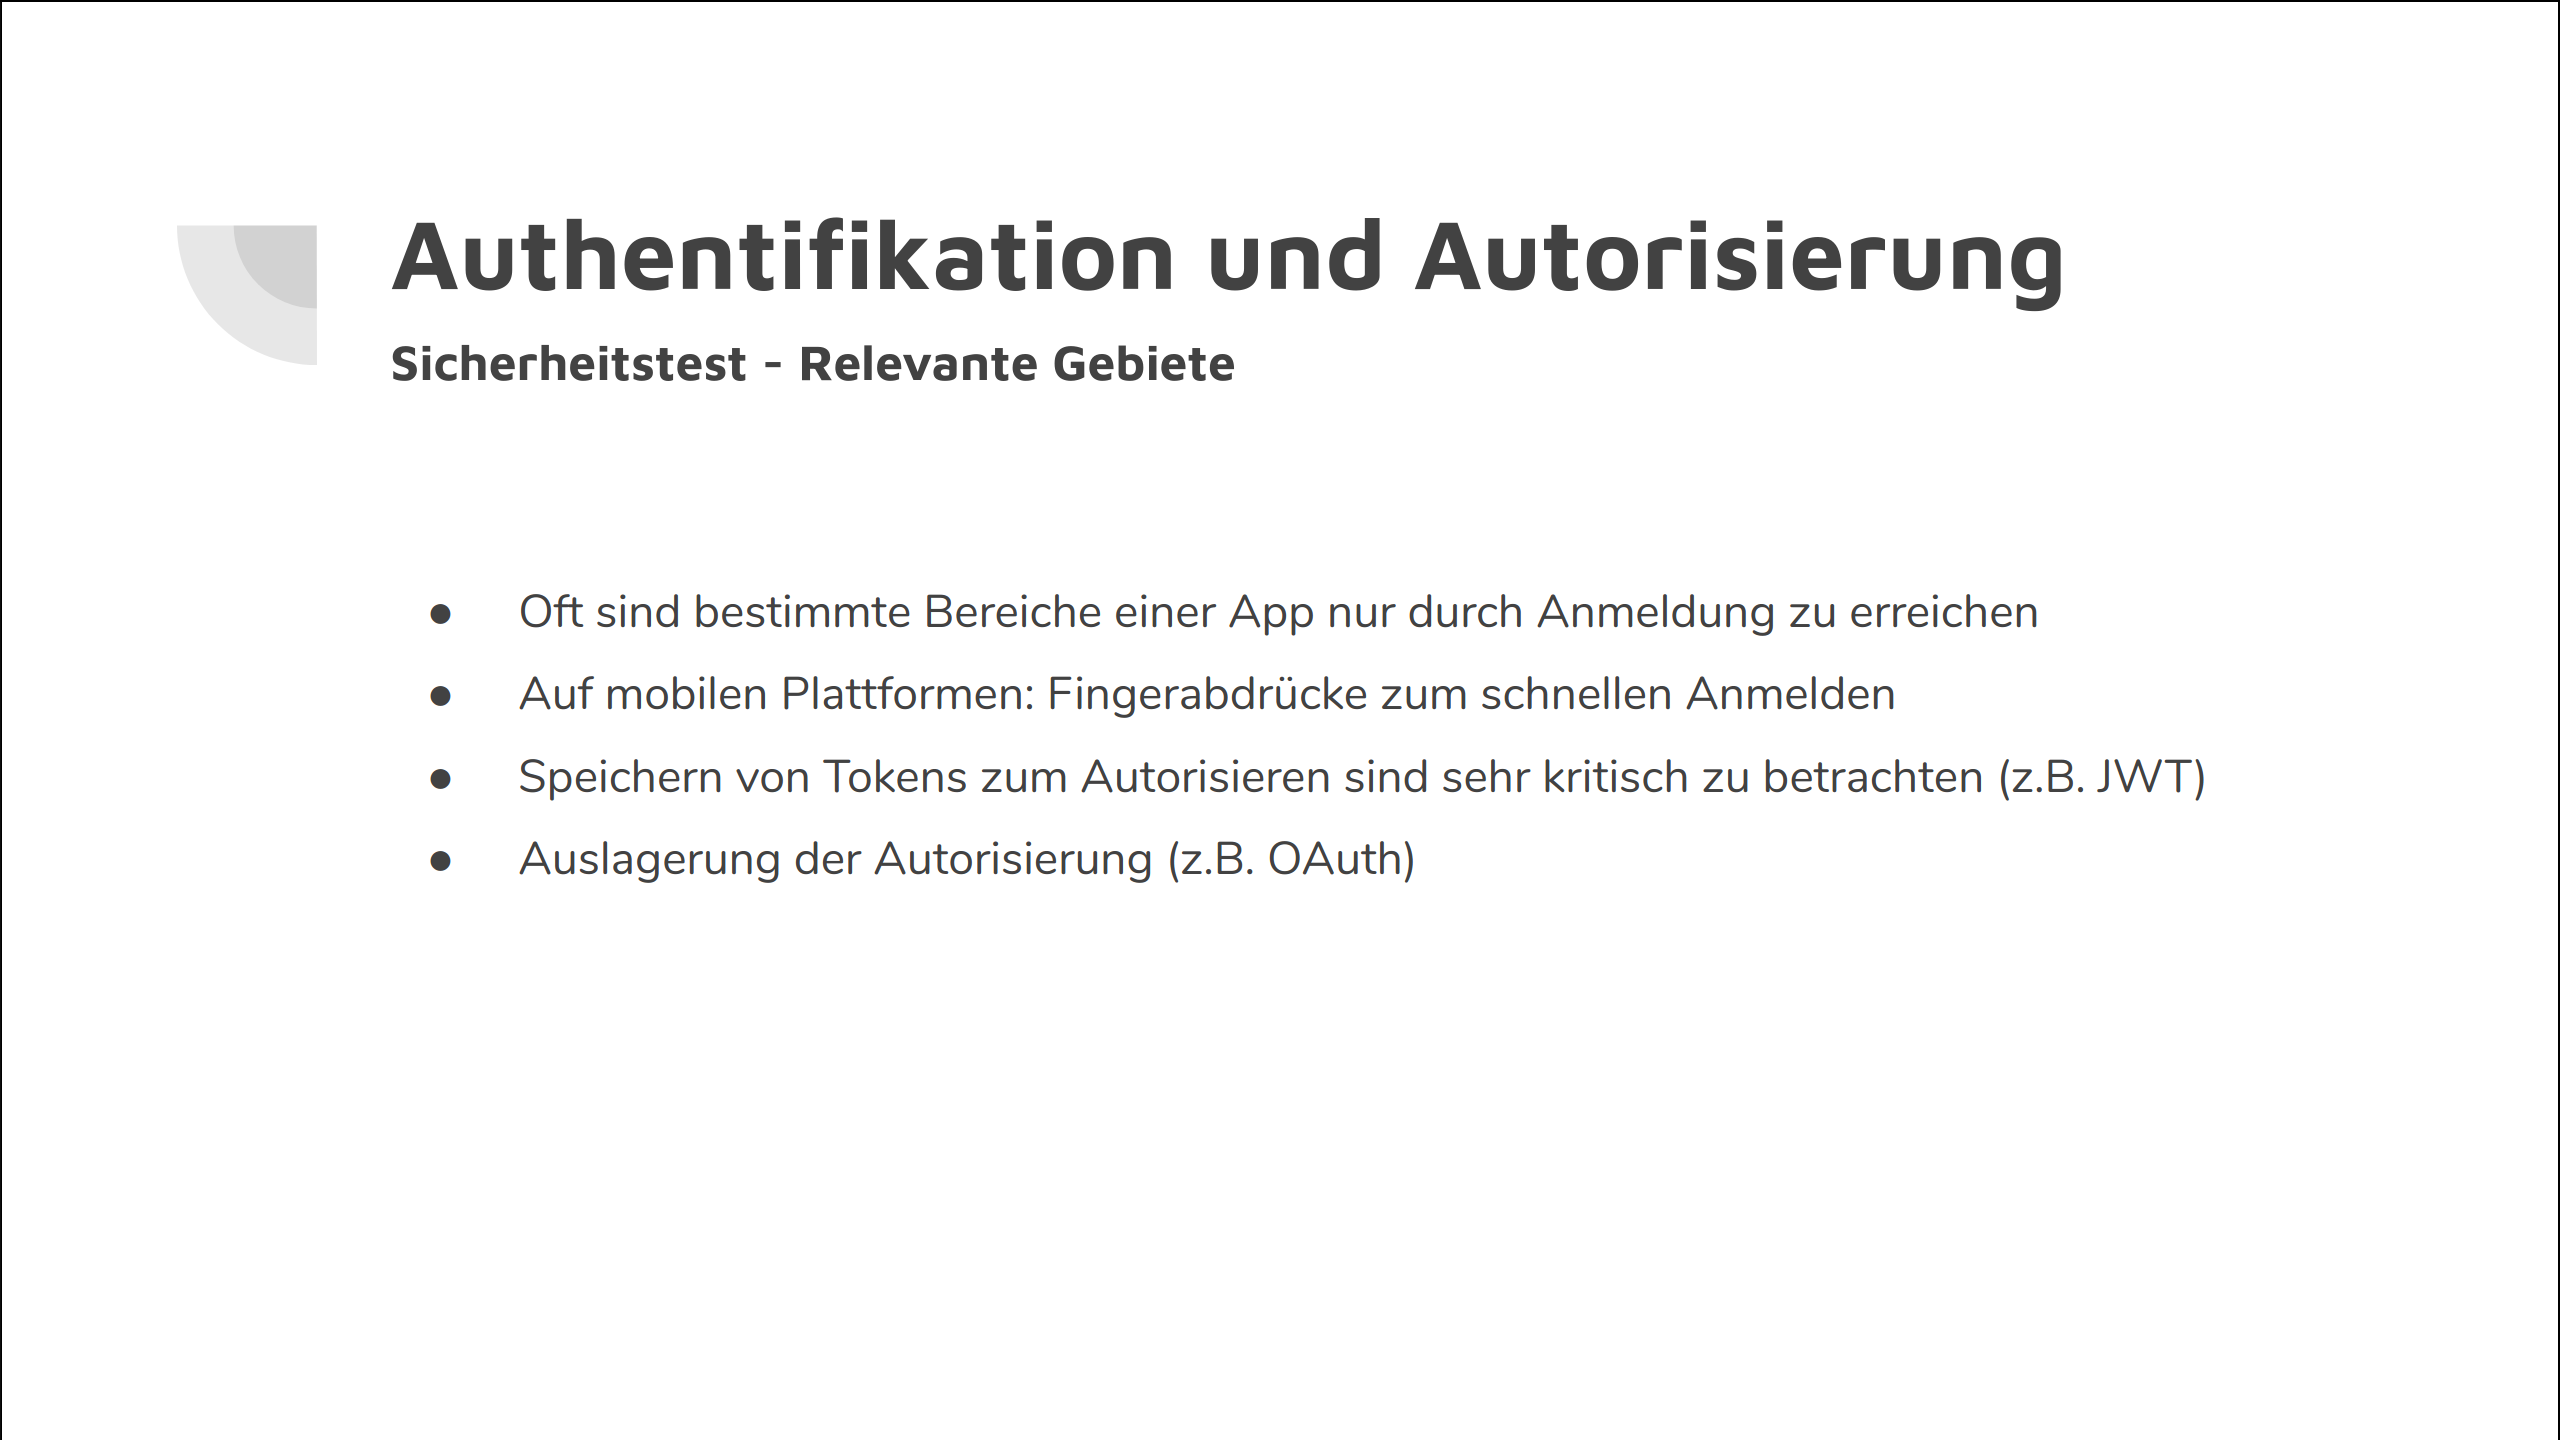 Authentifikation und Autorisierung
Sicherheitstest - Relevante Gebiete
● Oft sind bestimmte Bereiche einer App nur durch Anmeldung zu erreichen
● Auf mobilen Plattformen: Fingerabdrücke zum schnellen Anmelden
● Speichern von Tokens zum Autorisieren sind sehr kritisch zu betrachten (z.B. JWT)
● Auslagerung der Autorisierung (z.B. OAuth)